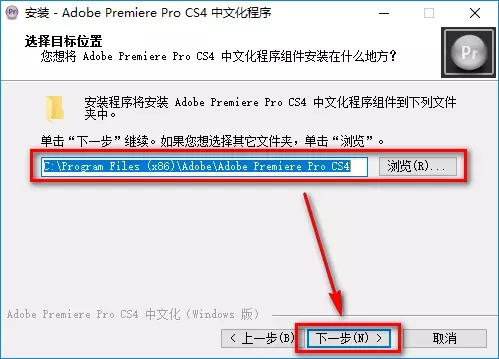 安装 - Adobe Premiere Pro CS4 中文化程序
选择目标位置
您想将 Adobe Premiere Pro CS4 中文化程序组件安装在什么地方?
Pr
安装程序将安装 Adobe Premiere Pro CS4 中文化程序组件到下列文件
夹中。
单击“下一步”继续。如果您想选择其它文件夹，单击“浏览”。
C:\Program Files (x86)\Adobe\Adobe Premiere Pro CS4
浏览(R)...
Adobe Premiere Pro CS4 中文化(Windows 版)
< 上一步(B)
下一步(N) >
取消